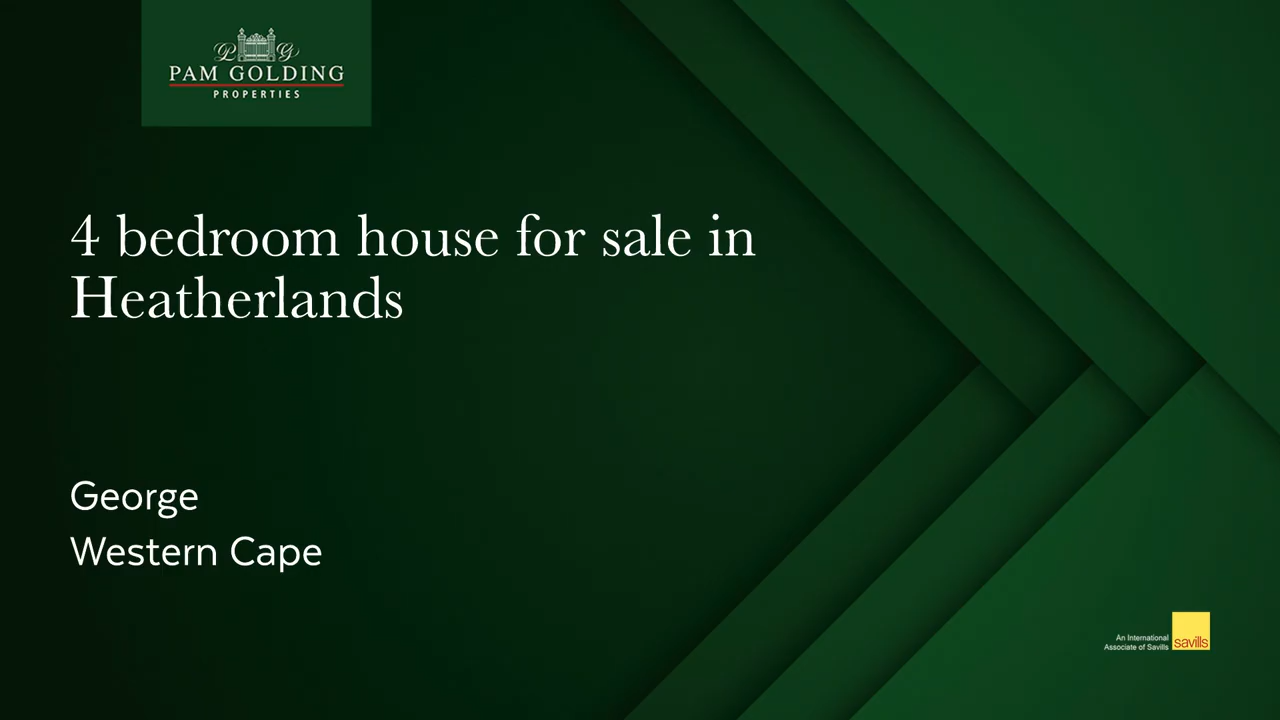 P G
PAM GOLDING
PROPERTIES
4 bedroom house for sale in
Heatherlands
George
Western Cape
An International
Associate of Savills
savills